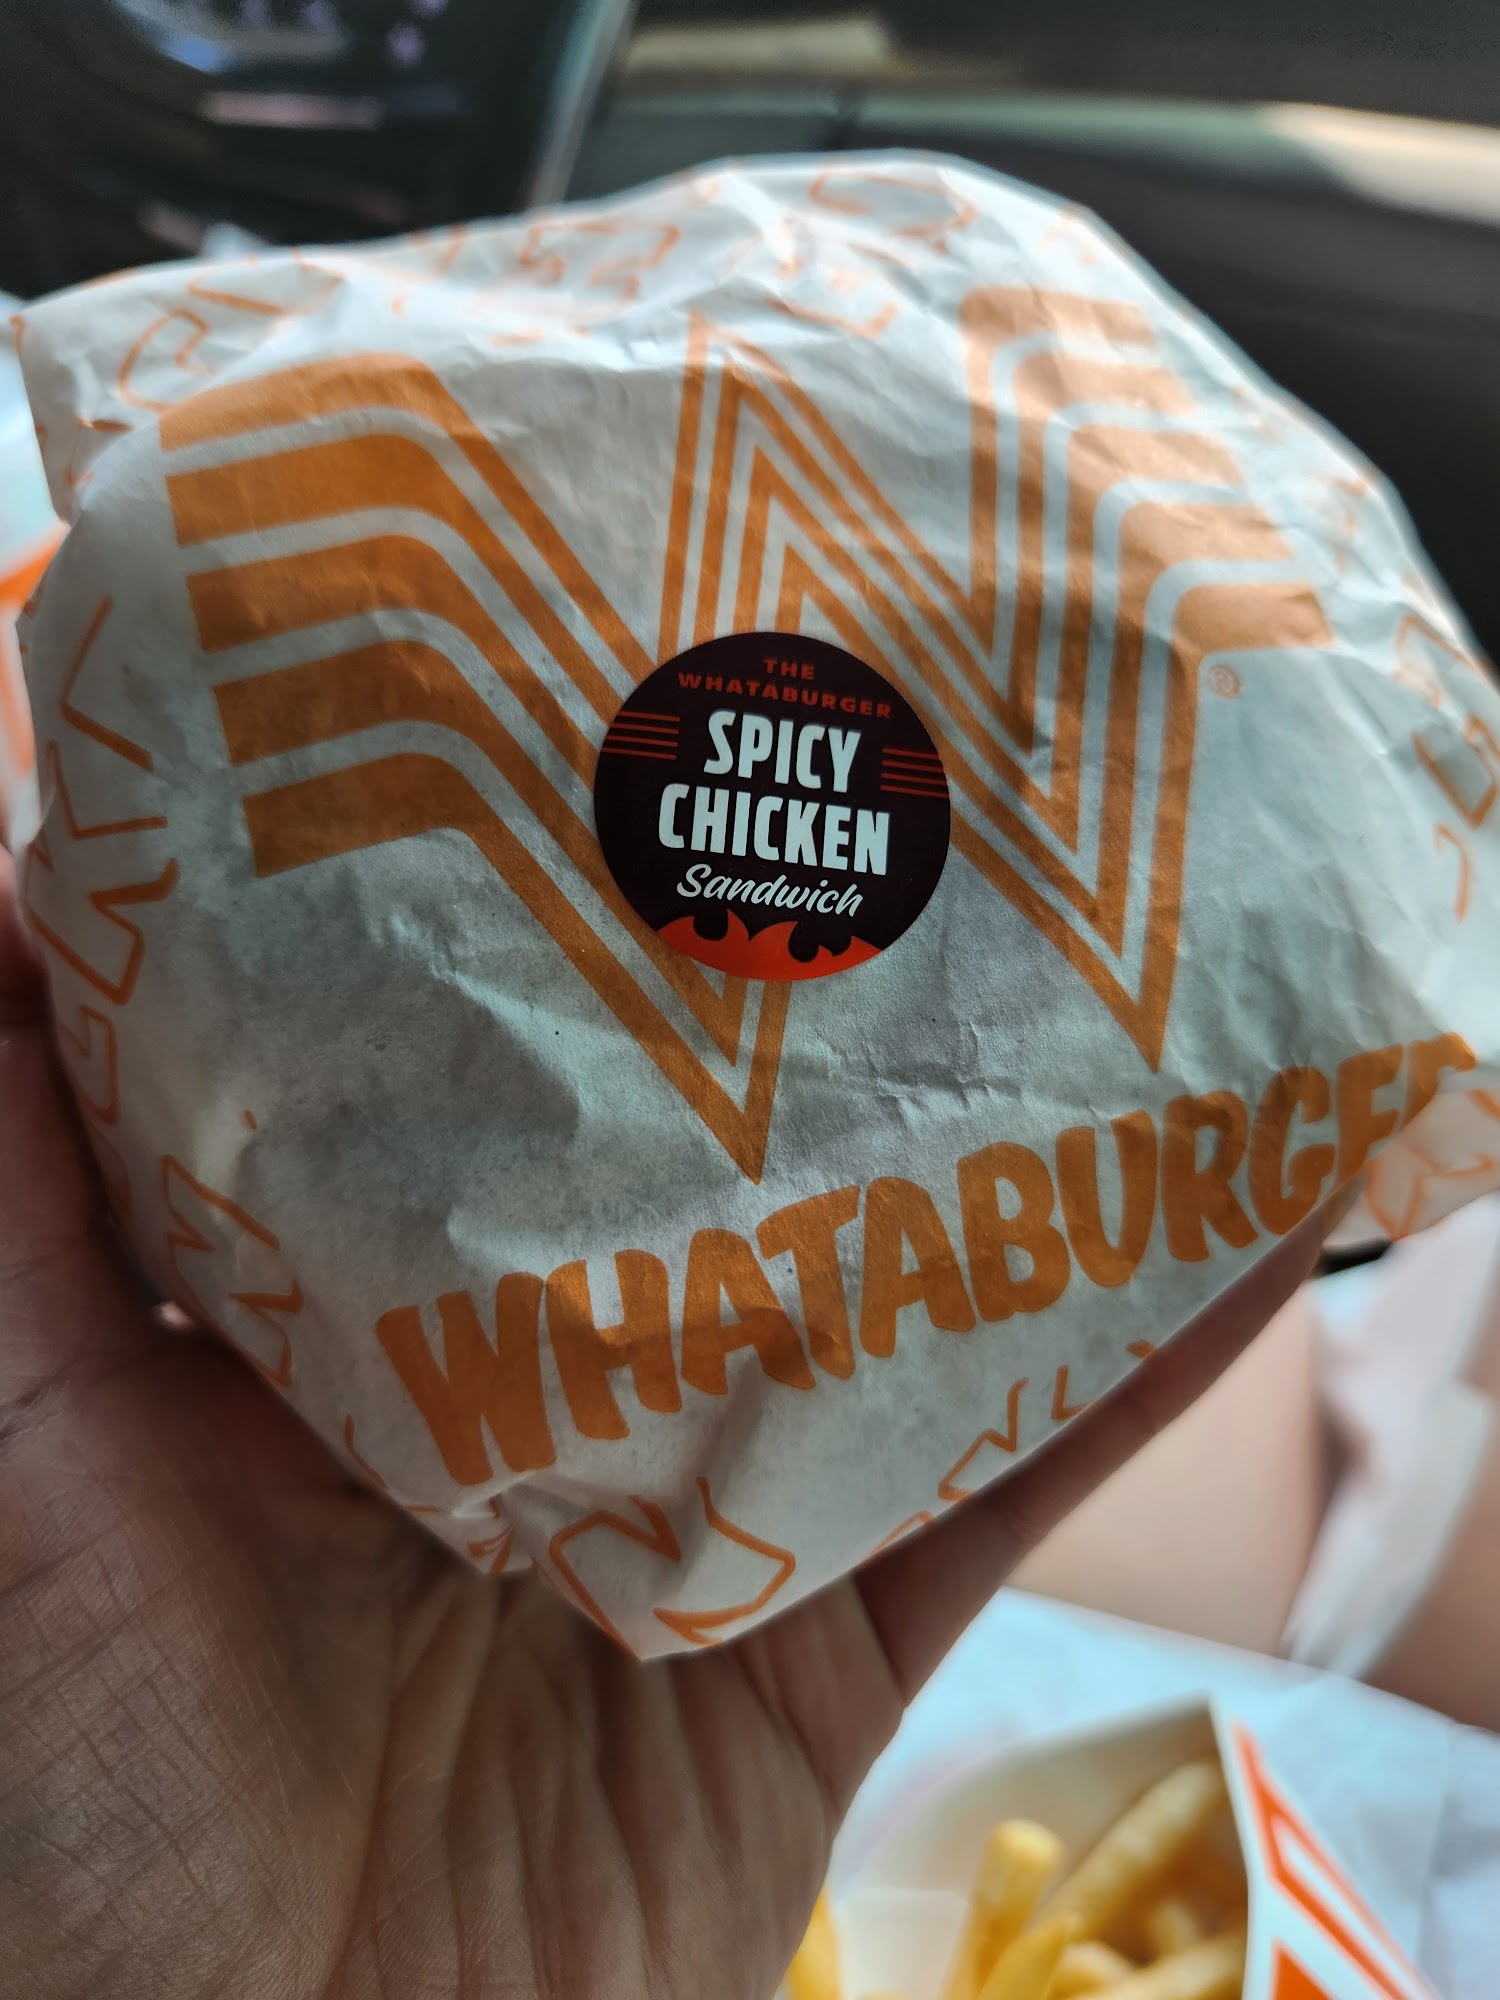 W
®
THE
WHATABURGER
SPICY
CHICKEN
Sandwich
WHATABURGER